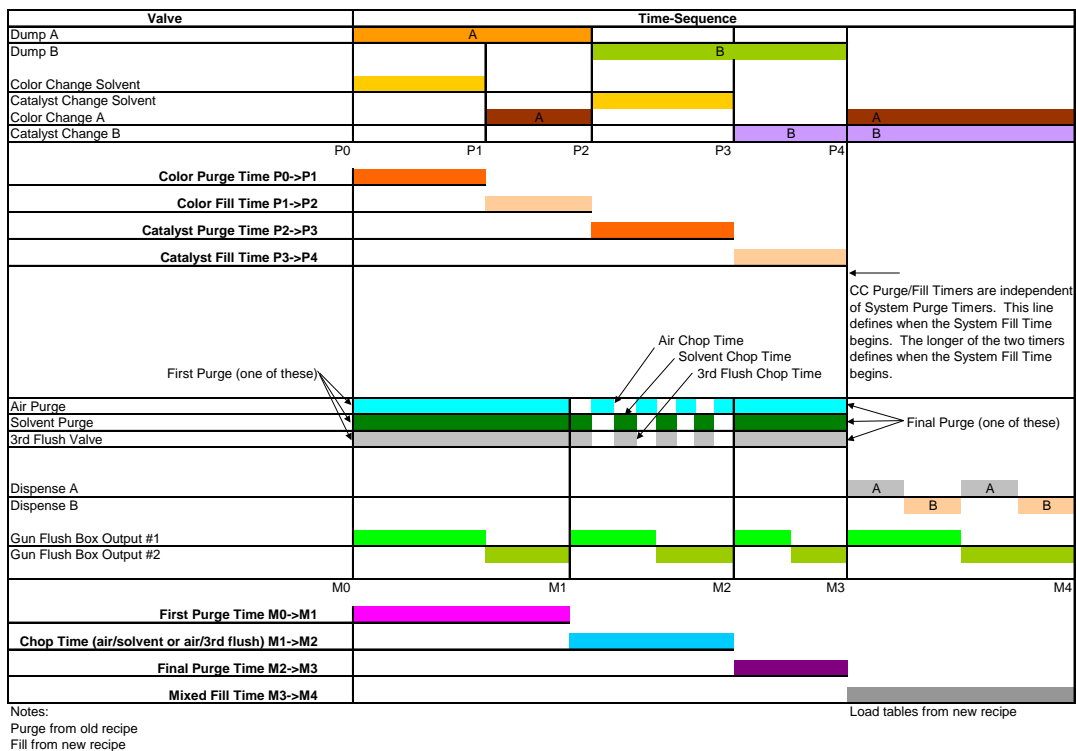 Valve Time-Sequence
Dump A A
Dump B B
Color Change Solvent
Catalyst Change Solvent
Color Change A A A
Catalyst Change B B B
P0 P1 P2 P3 P4
Color Purge Time P0->P1
Color Fill Time P1->P2
Catalyst Purge Time P2->P3
Catalyst Fill Time P3->P4
CC Purge/Fill Timers are independent
of System Purge Timers. This line
defines when the System Fill Time
begins. The longer of the two timers
defines when the System Fill Time
begins.
Air Chop Time
Solvent Chop Time
First Purge (one of these) 3rd Flush Chop Time
Air Purge
Solvent Purge Final Purge (one of these)
3rd Flush Valve
Dispense A A A
Dispense B B B
Gun Flush Box Output #1
Gun Flush Box Output #2
M0 M1 M2 M3 M4
First Purge Time M0->M1
Chop Time (air/solvent or air/3rd flush) M1->M2
Final Purge Time M2->M3
Mixed Fill Time M3->M4
Notes: Load tables from new recipe
Purge from old recipe
Fill from new recipe